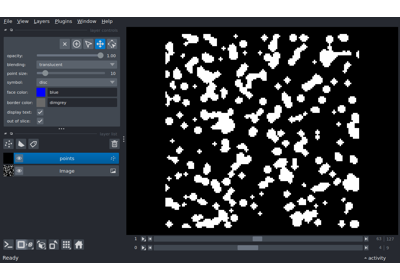 File View Layers Plugins Window Help
opacity: 1.00
blending: translucent
point size: 10
symbol: disc
face color: blue
border color: dimgrey
display text:
out of slice:
points
Image
1
0
Ready
activity